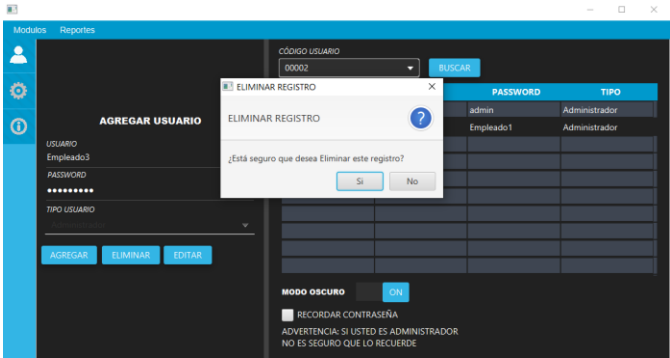 Modulos Reportes
CÓDIGO USUARIO
00002 BUSCAR
ELIMINAR REGISTRO
PASSWORD TIPO
ELIMINAR REGISTRO
?
admin Administrador
Empleado1 Administrador
¿Está seguro que desea Eliminar este registro?
Si No
AGREGAR USUARIO
USUARIO
Empleado3
PASSWORD
TIPO USUARIO
Administrador
AGREGAR ELIMINAR EDITAR
MODO OSCURO ON
RECORDAR CONTRASEÑA
ADVERTENCIA: SI USTED ES ADMINISTRADOR
NO ES SEGURO QUE LO RECUERDE